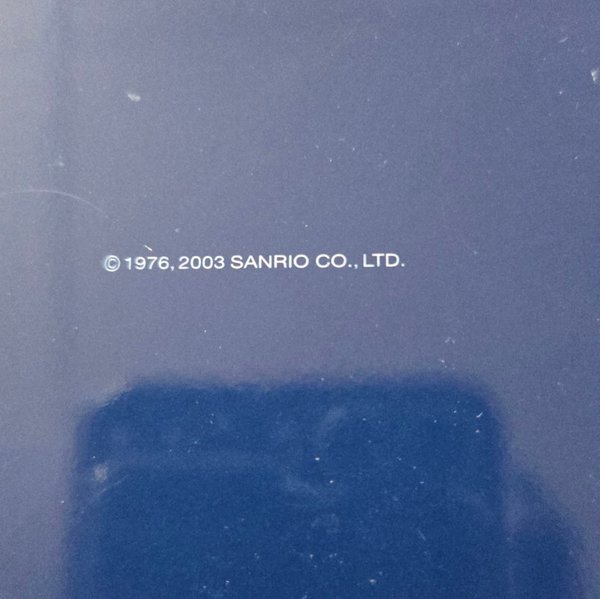 © 1976, 2003 SANRIO CO., LTD.